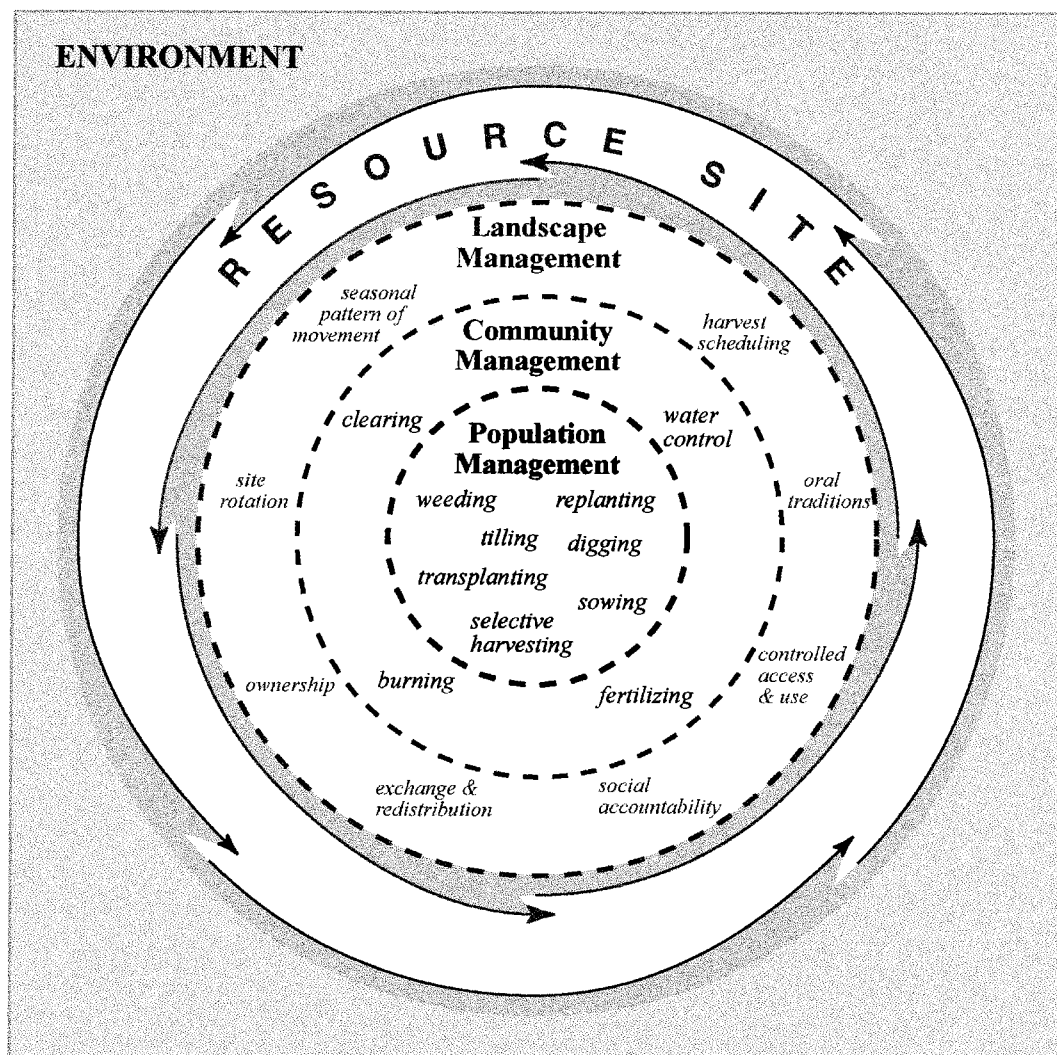 ENVIRONMENT
RESOURCE SITE
Landscape
Management
seasonal
pattern of
movement
harvest
scheduling
Community
Management
clearing
water
control
Population
Management
site
rotation
oral
traditions
weeding
replanting
tilling
digging
transplanting
sowing
selective
harvesting
ownership
burning
fertilizing
controlled
access
& use
exchange &
redistribution
social
accountability